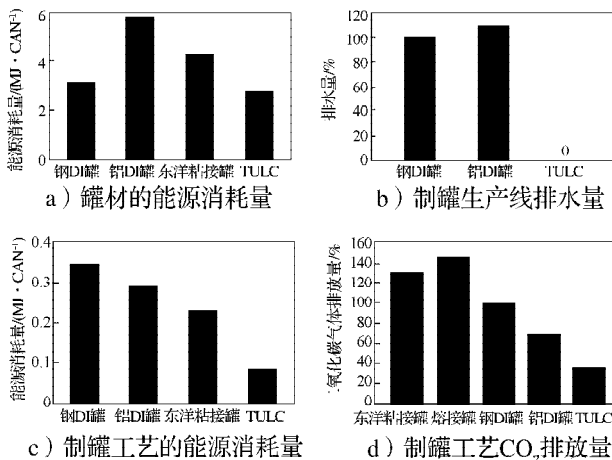 能源消耗量/(MJ·CAN⁻¹)
6
4
2
0
钢DI罐 铝DI罐 东洋粘接罐 TULC
a）罐材的能源消耗量
排水量/%
120
100
80
60
40
20
0
0
钢DI罐 铝DI罐 TULC
b）制罐生产线排水量
能源消耗量/(MJ·CAN⁻¹)
0.4
0.3
0.2
0.1
0
钢DI罐 铝DI罐 东洋粘接罐 TULC
c）制罐工艺的能源消耗量
二氧化碳气体排放量/%
160
140
120
100
80
60
40
20
0
东洋粘接罐 熔接罐 钢DI罐 铝DI罐 TULC
d）制罐工艺CO₂排放量